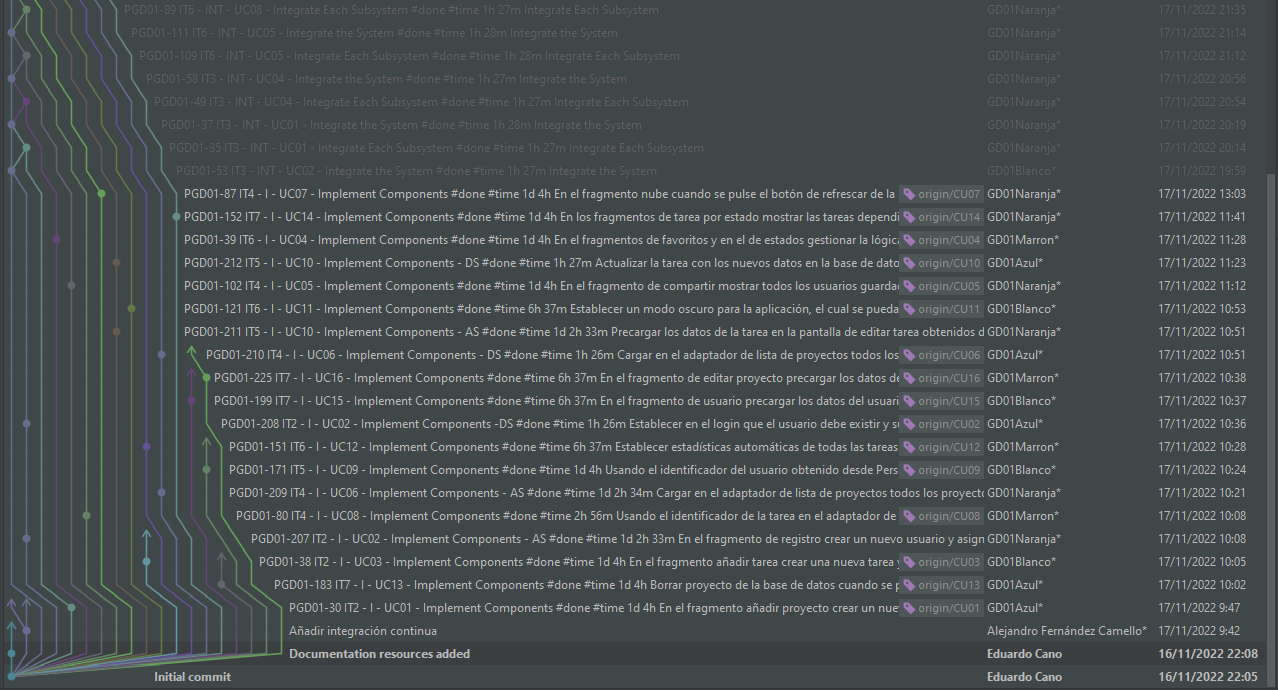 PGD01-89 IT6 - INT - UC08 - Integrate Each Subsystem #done #time 1h 27m Integrate Each Subsystem GD01Naranja* 17/11/2022 21:35
PGD01-111 IT6 - INT - UC05 - Integrate the System #done #time 1h 28m Integrate the System GD01Naranja* 17/11/2022 21:14
PGD01-109 IT6 - INT - UC05 - Integrate Each Subsystem #done #time 1h 28m Integrate Each Subsystem GD01Naranja* 17/11/2022 21:12
PGD01-58 IT3 - INT - UC04 - Integrate the System #done #time 1h 27m Integrate the System GD01Naranja* 17/11/2022 20:56
PGD01-49 IT3 - INT - UC04 - Integrate Each Subsystem #done #time 1h 27m Integrate Each Subsystem GD01Naranja* 17/11/2022 20:54
PGD01-37 IT3 - INT - UC01 - Integrate the System #done #time 1h 28m Integrate the System GD01Naranja* 17/11/2022 20:19
PGD01-35 IT3 - INT - UC01 - Integrate Each Subsystem #done #time 1h 27m Integrate Each Subsystem GD01Naranja* 17/11/2022 20:14
PGD01-53 IT3 - INT - UC02 - Integrate the System #done #time 1h 27m Integrate the System GD01Blanco* 17/11/2022 19:59
PGD01-87 IT4 - I - UC07 - Implement Components #done #time 1d 4h En el fragmento nube cuando se pulse el botón de refrescar de la origin/CU07 GD01Naranja* 17/11/2022 13:03
PGD01-152 IT7 - I - UC14 - Implement Components #done #time 1d 4h En los fragmentos de tarea por estado mostrar las tareas dependi origin/CU14 GD01Naranja* 17/11/2022 11:41
PGD01-39 IT6 - I - UC04 - Implement Components #done #time 1d 4h En el fragmentos de favoritos y en el de estados gestionar la lógic origin/CU04 GD01Marron* 17/11/2022 11:28
PGD01-212 IT5 - I - UC10 - Implement Components - DS #done #time 1h 27m Actualizar la tarea con los nuevos datos en la base de dato origin/CU10 GD01Azul* 17/11/2022 11:23
PGD01-102 IT4 - I - UC05 - Implement Components #done #time 1d 4h En el fragmento de compartir mostrar todos los usuarios guarda origin/CU05 GD01Naranja* 17/11/2022 11:12
PGD01-121 IT6 - I - UC11 - Implement Components #done #time 6h 37m Establecer un modo oscuro para la aplicación, el cual se pueda origin/CU11 GD01Blanco* 17/11/2022 10:53
PGD01-211 IT5 - I - UC10 - Implement Components - AS #done #time 1d 2h 33m Precargar los datos de la tarea en la pantalla de editar tarea obtenidos d GD01Naranja* 17/11/2022 10:51
PGD01-210 IT4 - I - UC06 - Implement Components - DS #done #time 1h 26m Cargar en el adaptador de lista de proyectos todos los origin/CU06 GD01Azul* 17/11/2022 10:51
PGD01-225 IT7 - I - UC16 - Implement Components #done #time 6h 37m En el fragmento de editar proyecto precargar los datos de origin/CU16 GD01Marron* 17/11/2022 10:38
PGD01-199 IT7 - I - UC15 - Implement Components #done #time 6h 37m En el fragmento de usuario precargar los datos del usuari origin/CU15 GD01Blanco* 17/11/2022 10:37
PGD01-208 IT2 - I - UC02 - Implement Components -DS #done #time 1h 26m Establecer en el login que el usuario debe existir y s origin/CU02 GD01Azul* 17/11/2022 10:36
PGD01-151 IT6 - I - UC12 - Implement Components #done #time 6h 37m Establecer estadísticas automáticas de todas las tareas origin/CU12 GD01Marron* 17/11/2022 10:28
PGD01-171 IT5 - I - UC09 - Implement Components #done #time 1d 4h Usando el identificador del usuario obtenido desde Pers origin/CU09 GD01Blanco* 17/11/2022 10:24
PGD01-209 IT4 - I - UC06 - Implement Components - AS #done #time 1d 2h 34m Cargar en el adaptador de lista de proyectos todos los proyecto GD01Naranja* 17/11/2022 10:21
PGD01-80 IT4 - I - UC08 - Implement Components #done #time 2h 56m Usando el identificador de la tarea en el adaptador de origin/CU08 GD01Marron* 17/11/2022 10:08
PGD01-207 IT2 - I - UC02 - Implement Components - AS #done #time 1d 2h 33m En el fragmento de registro crear un nuevo usuario y asign GD01Naranja* 17/11/2022 10:08
PGD01-38 IT2 - I - UC03 - Implement Components #done #time 1d 4h En el fragmento añadir tarea crear una nueva tarea y origin/CU03 GD01Blanco* 17/11/2022 10:05
PGD01-183 IT7 - I - UC13 - Implement Components #done #time 1d 4h Borrar proyecto de la base de datos cuando se p origin/CU13 GD01Azul* 17/11/2022 10:02
PGD01-30 IT2 - I - UC01 - Implement Components #done #time 1d 4h En el fragmento añadir proyecto crear un nue origin/CU01 GD01Azul* 17/11/2022 9:47
Añadir integración continua Alejandro Fernández Camello* 17/11/2022 9:42
Documentation resources added Eduardo Cano 16/11/2022 22:08
Initial commit Eduardo Cano 16/11/2022 22:05